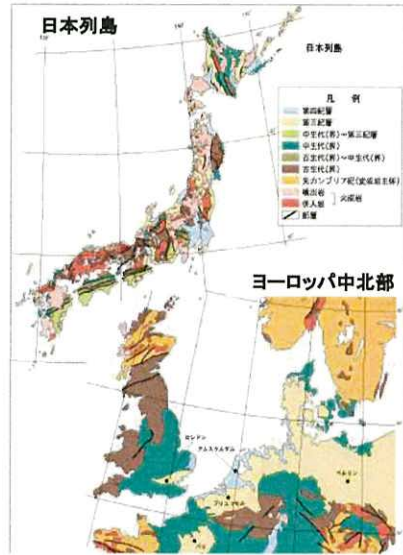 日本列島
日本列島
凡 例
第四紀層
第三紀層
中生代(界)~第三紀層
中生代(界)
古生代(界)~中生代(界)
古生代(界)
先カンブリア紀(変成岩主体)
噴出岩
貫入岩
火成岩
断層
ヨーロッパ中北部
ロンドン
アムステルダム
ベルリン
ブリュッセル
パリ